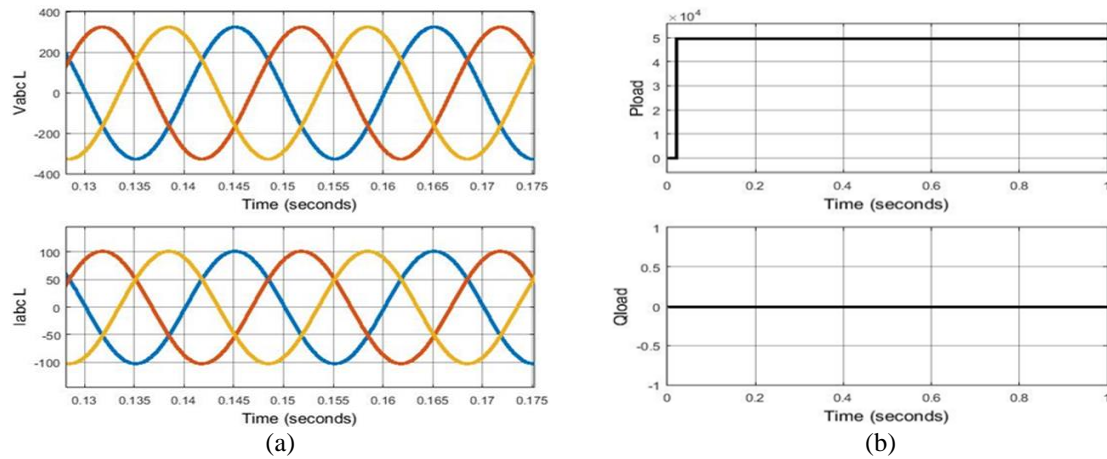 400
200
0
-200
-400
Vabc L
0.13 0.135 0.14 0.145 0.15 0.155 0.16 0.165 0.17 0.175
Time (seconds)
100
50
0
-50
-100
Iabc L
0.13 0.135 0.14 0.145 0.15 0.155 0.16 0.165 0.17 0.175
Time (seconds)
(a)
× 10⁴
5
4
3
2
1
0
Pload
0 0.2 0.4 0.6 0.8 1
Time (seconds)
1
0.5
0
-0.5
-1
Qload
0 0.2 0.4 0.6 0.8 1
Time (seconds)
(b)